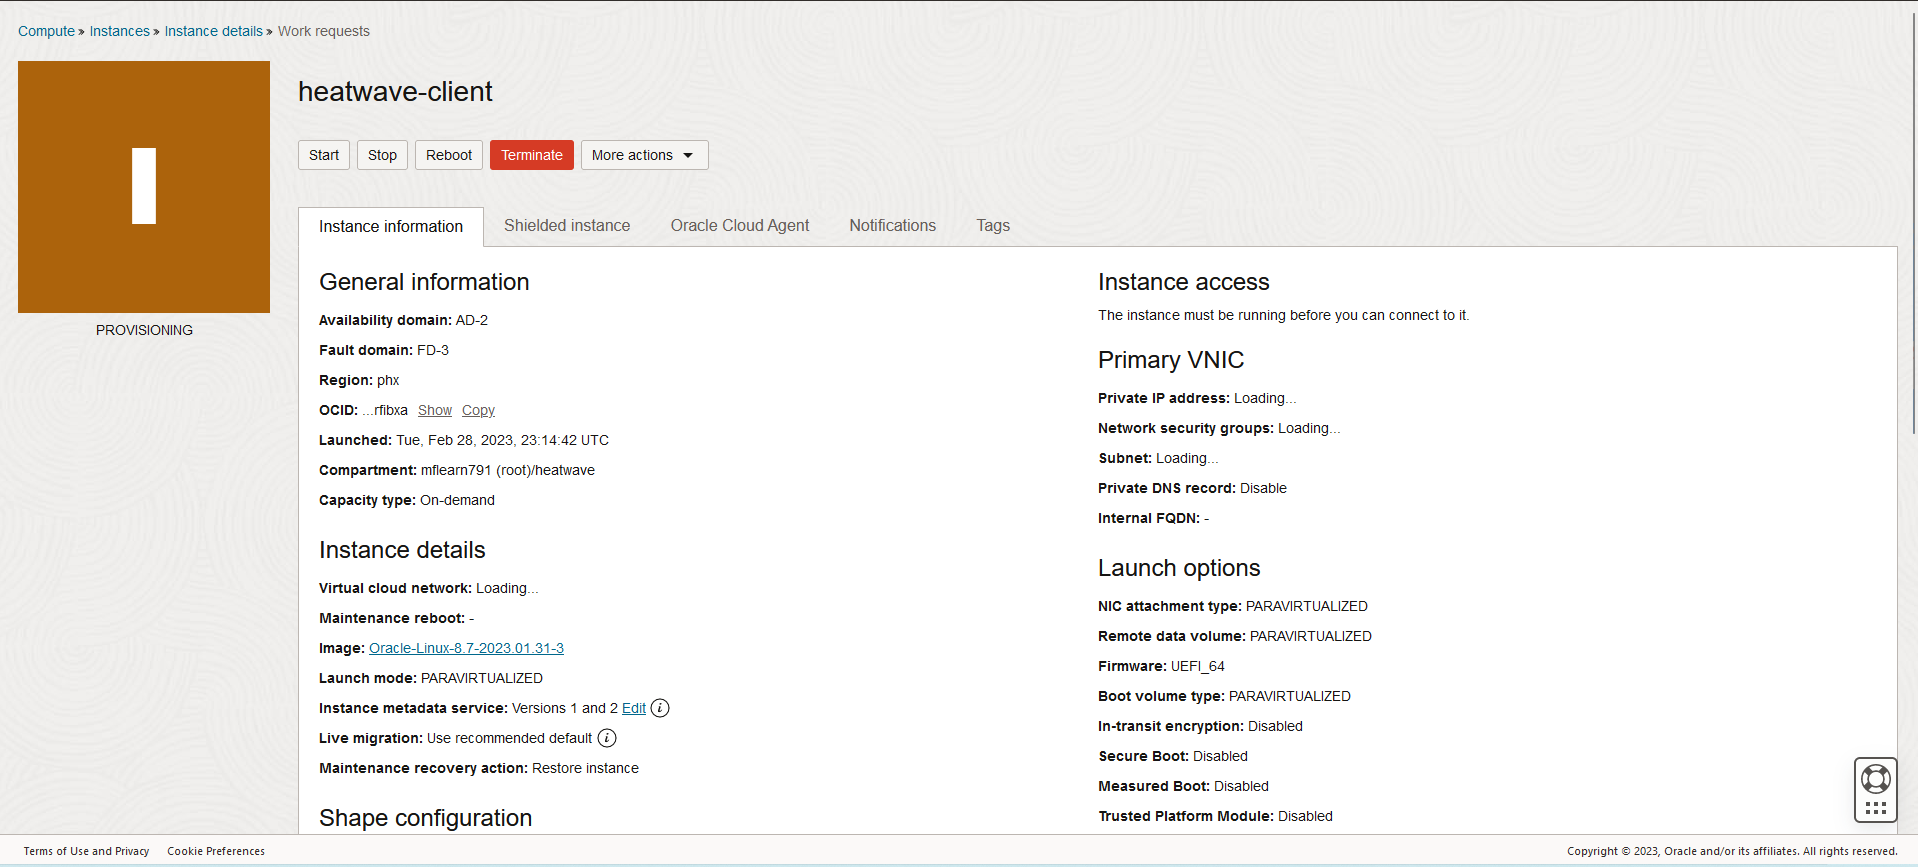 Compute » Instances » Instance details » Work requests
I
PROVISIONING
heatwave-client
Start Stop Reboot Terminate More actions
Instance information Shielded instance Oracle Cloud Agent Notifications Tags
General information
Availability domain: AD-2
Fault domain: FD-3
Region: phx
OCID: ...rfibxa Show Copy
Launched: Tue, Feb 28, 2023, 23:14:42 UTC
Compartment: mflearn791 (root)/heatwave
Capacity type: On-demand
Instance details
Virtual cloud network: Loading...
Maintenance reboot: -
Image: Oracle-Linux-8.7-2023.01.31-3
Launch mode: PARAVIRTUALIZED
Instance metadata service: Versions 1 and 2 Edit i
Live migration: Use recommended default i
Maintenance recovery action: Restore instance
Shape configuration
Instance access
The instance must be running before you can connect to it.
Primary VNIC
Private IP address: Loading...
Network security groups: Loading...
Subnet: Loading...
Private DNS record: Disable
Internal FQDN: -
Launch options
NIC attachment type: PARAVIRTUALIZED
Remote data volume: PARAVIRTUALIZED
Firmware: UEFI_64
Boot volume type: PARAVIRTUALIZED
In-transit encryption: Disabled
Secure Boot: Disabled
Measured Boot: Disabled
Trusted Platform Module: Disabled
Terms of Use and Privacy Cookie Preferences
Copyright © 2023, Oracle and/or its affiliates. All rights reserved.